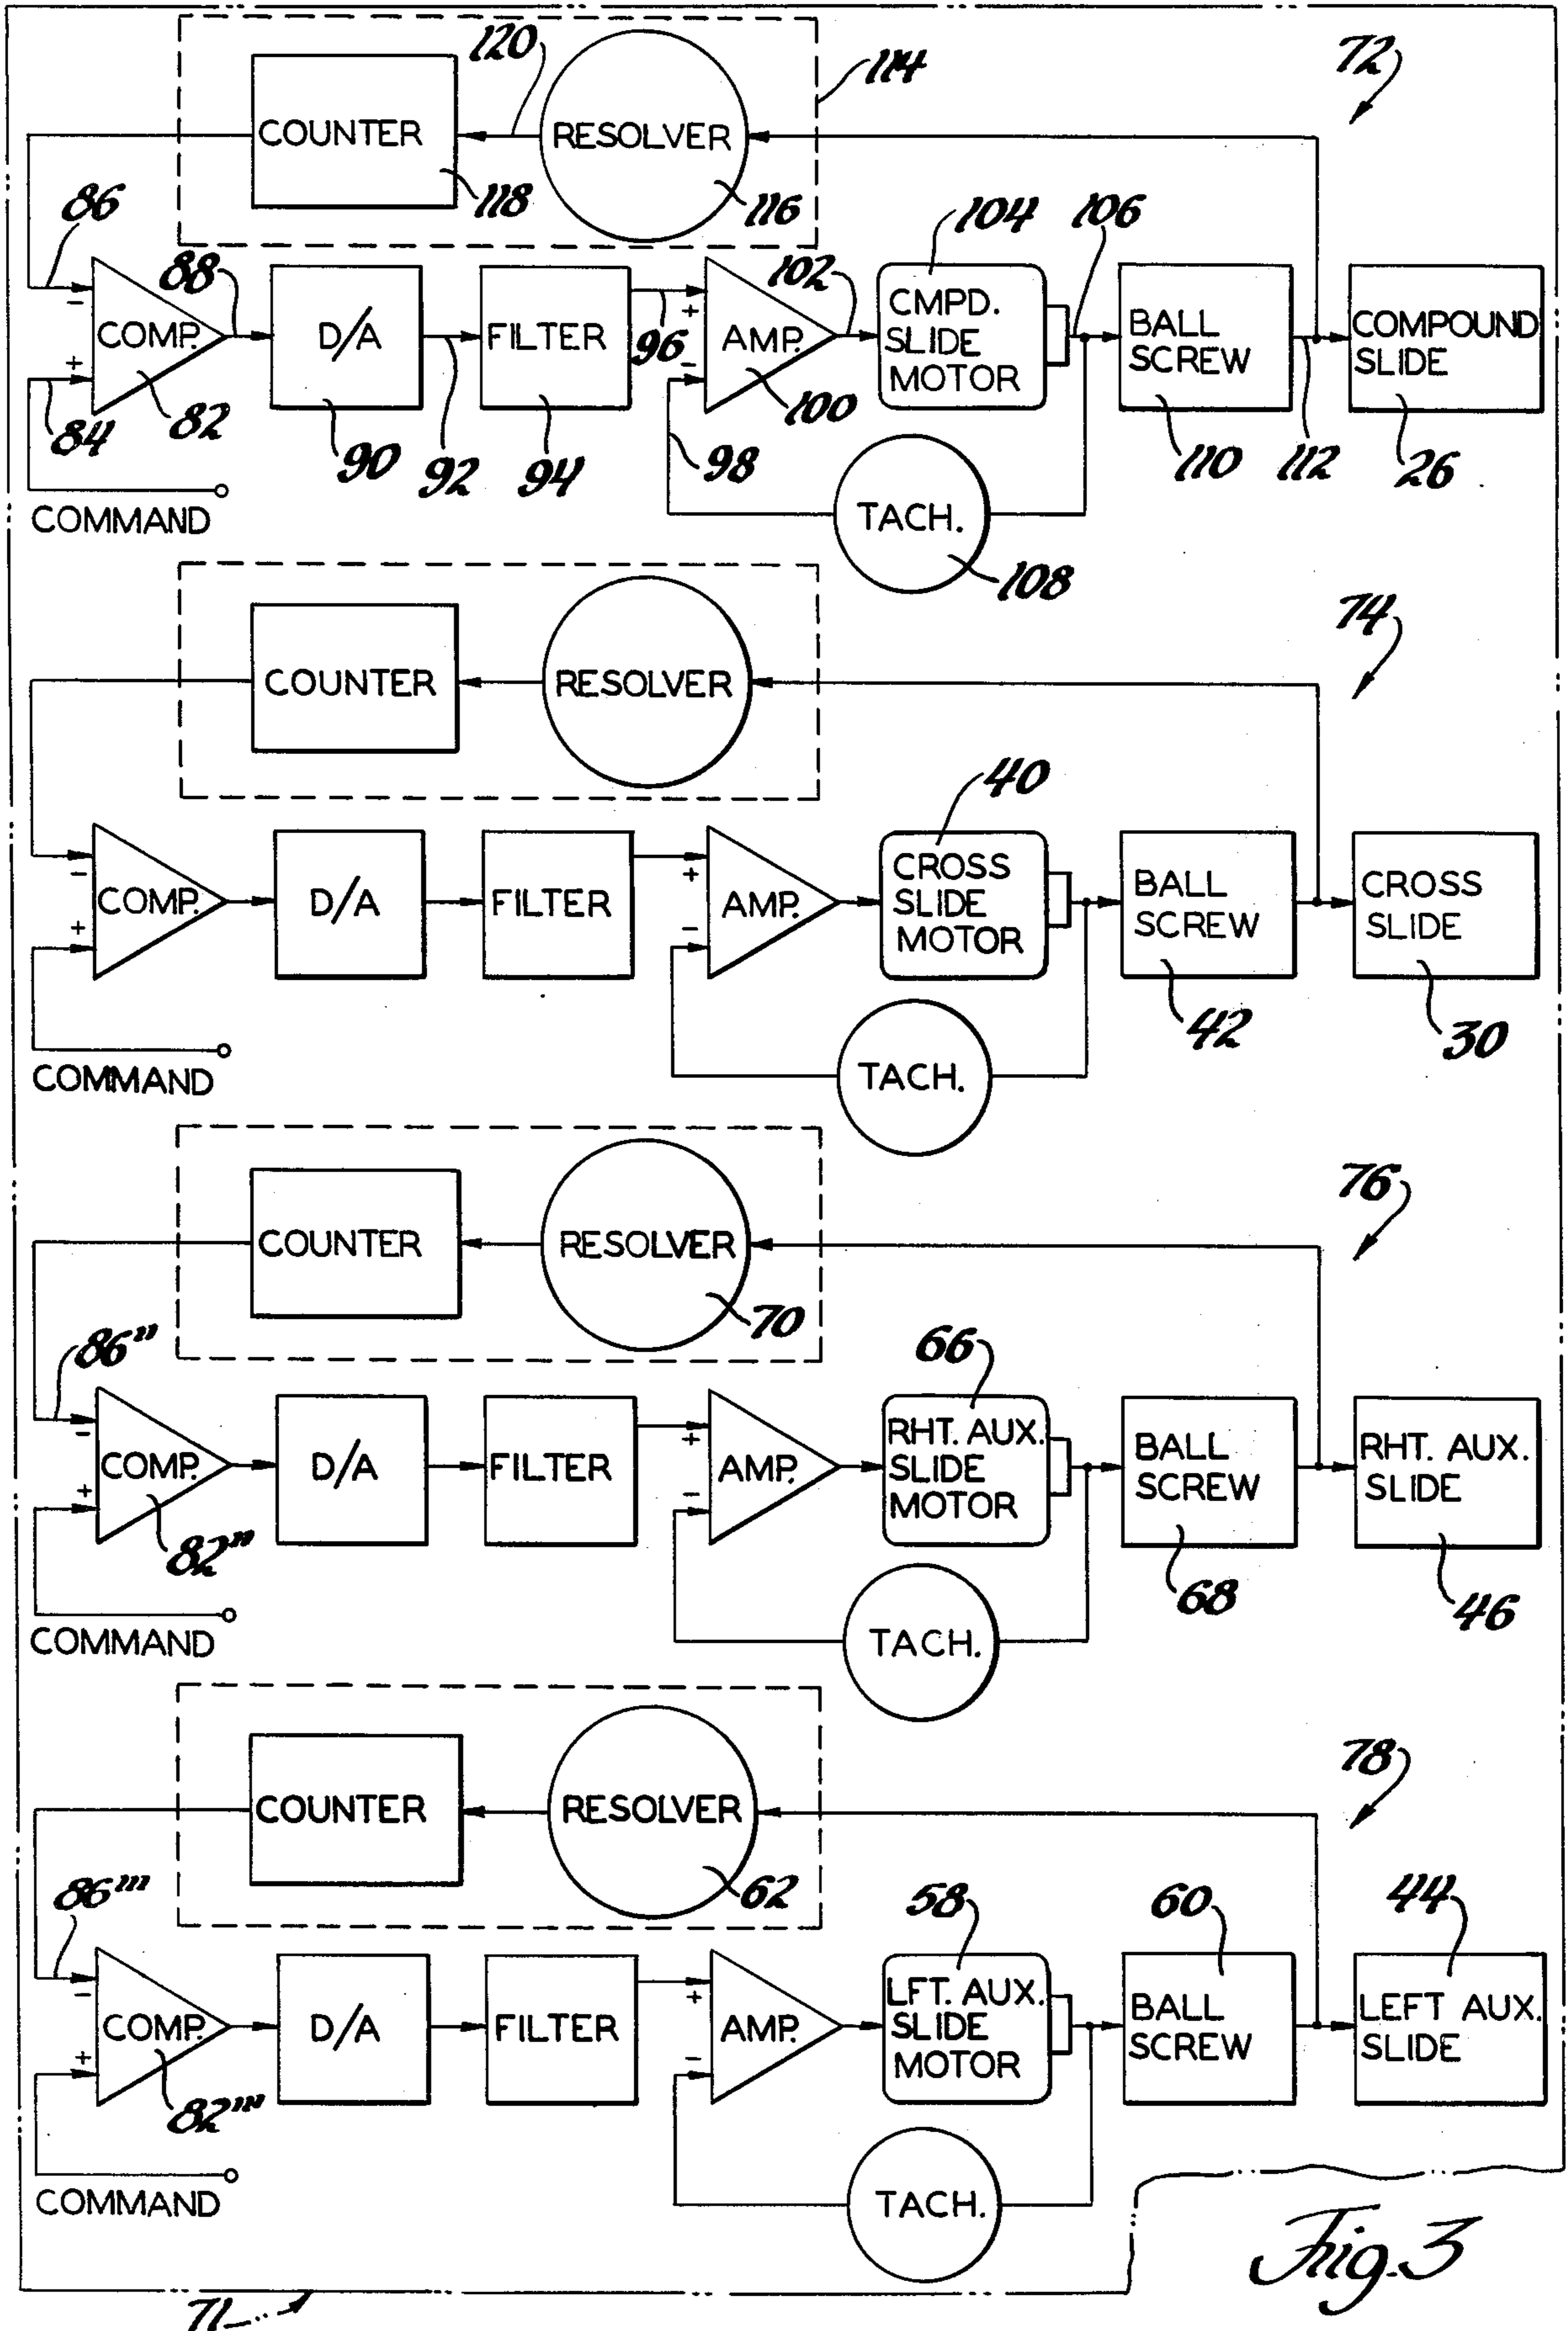 120
114
72
COUNTER
RESOLVER
118
116
86
88
104
106
102
−
+
COMP.
D/A
FILTER
96
+
−
AMP.
CMPD.
SLIDE
MOTOR
BALL
SCREW
COMPOUND
SLIDE
84
82
90
92
94
98
100
110
112
26
COMMAND
TACH.
108
74
COUNTER
RESOLVER
40
−
+
COMP.
D/A
FILTER
+
−
AMP.
CROSS
SLIDE
MOTOR
BALL
SCREW
CROSS
SLIDE
42
30
COMMAND
TACH.
76
COUNTER
RESOLVER
70
86"
66
−
+
COMP.
D/A
FILTER
+
−
AMP.
RHT. AUX.
SLIDE
MOTOR
BALL
SCREW
RHT. AUX.
SLIDE
82"
68
46
COMMAND
TACH.
78
COUNTER
RESOLVER
62
86"'
58
60
44
−
+
COMP.
D/A
FILTER
+
−
AMP.
LFT. AUX.
SLIDE
MOTOR
BALL
SCREW
LEFT AUX.
SLIDE
82"'
COMMAND
TACH.
Fig. 3
71